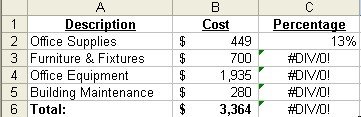 A B C
1 Description Cost Percentage
2 Office Supplies $ 449 13%
3 Furniture & Fixtures $ 700 #DIV/0!
4 Office Equipment $ 1,935 #DIV/0!
5 Building Maintenance $ 280 #DIV/0!
6 Total: $ 3,364 #DIV/0!